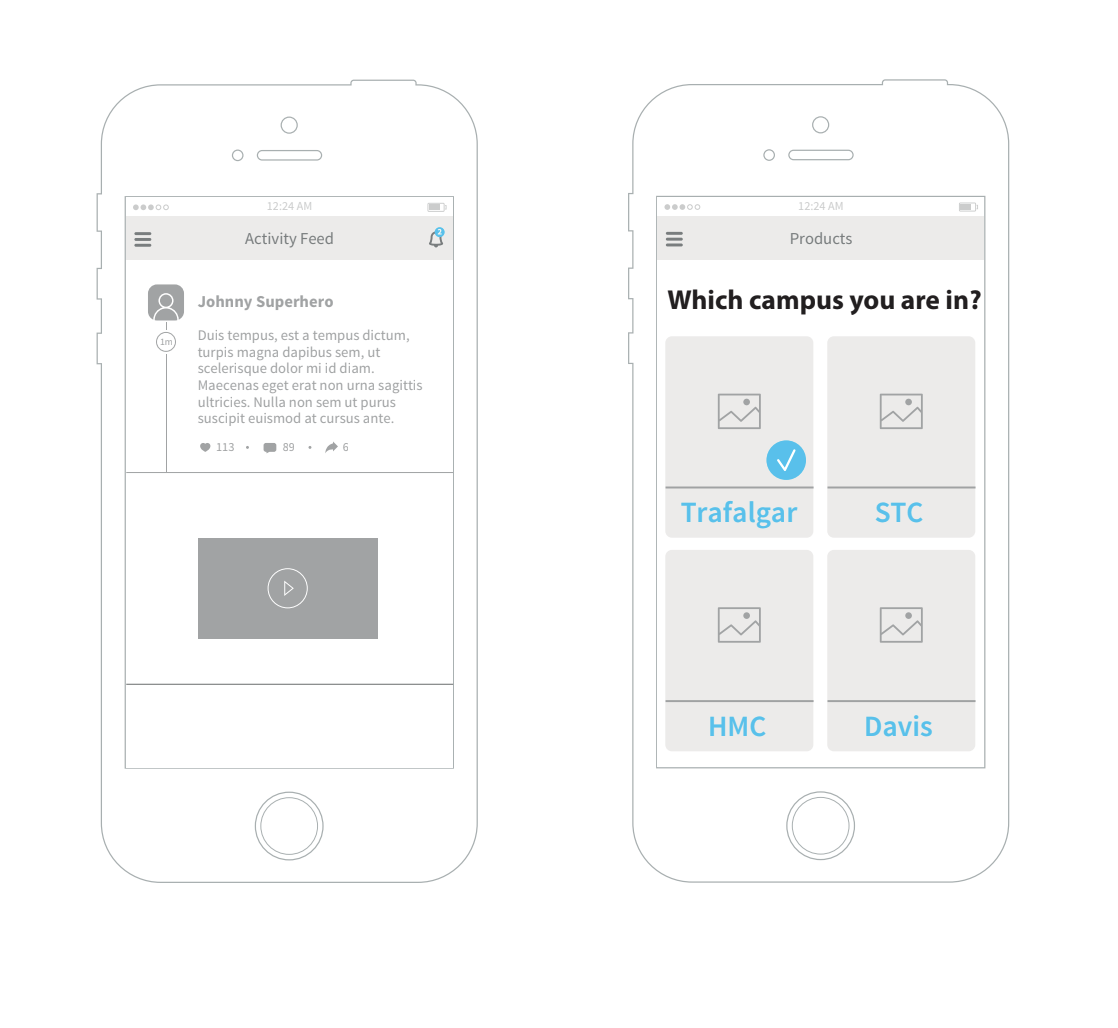 12:24 AM
Activity Feed
2
Johnny Superhero
1m
Duis tempus, est a tempus dictum,
turpis magna dapibus sem, ut
scelerisque dolor mi id diam.
Maecenas eget erat non urna sagittis
ultricies. Nulla non sem ut purus
suscipit euismod at cursus ante.
113 • 89 • 6
12:24 AM
Products
Which campus you are in?
Trafalgar
STC
HMC
Davis